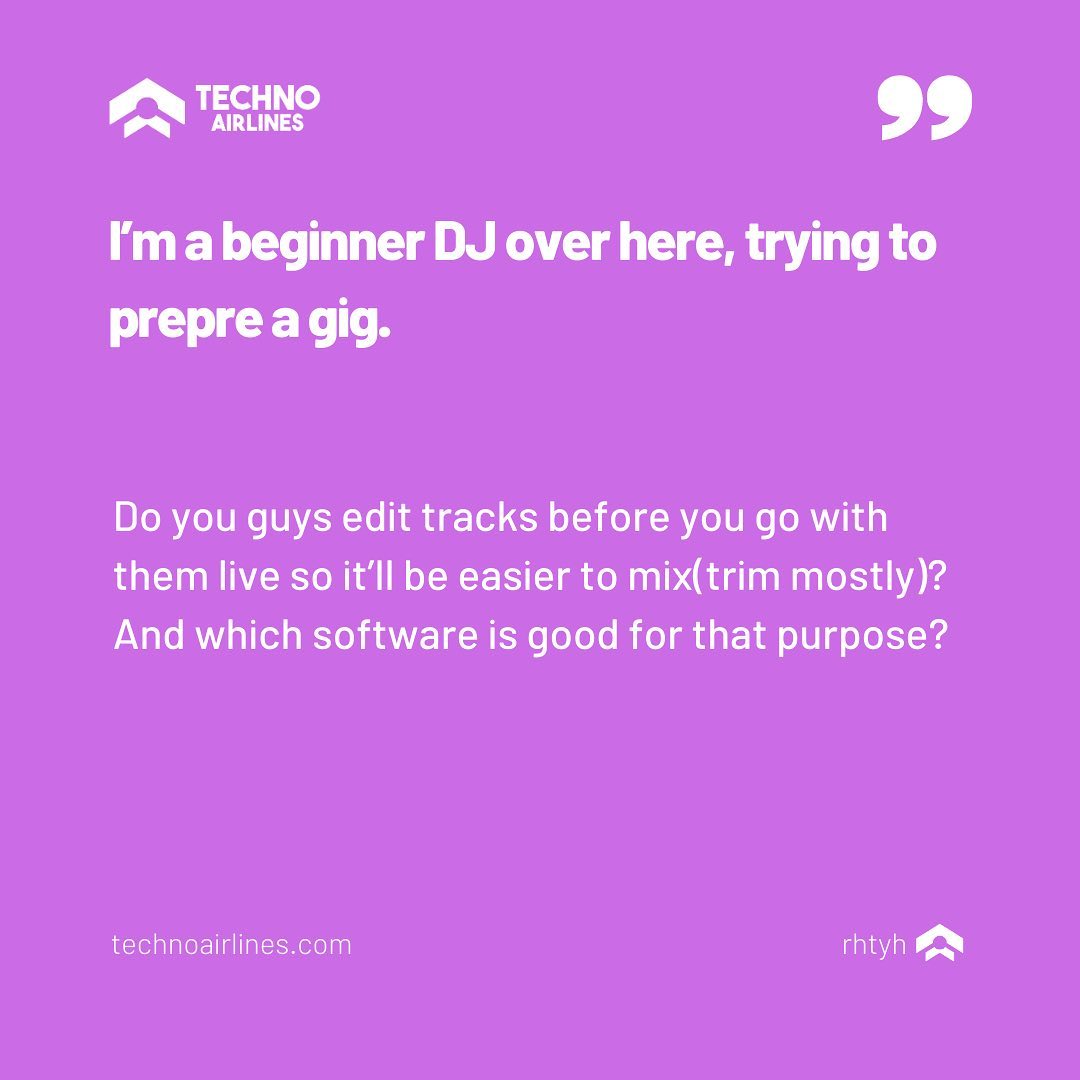 TECHNO
AIRLINES
”
I’m a beginner DJ over here, trying to
prepre a gig.
Do you guys edit tracks before you go with
them live so it’ll be easier to mix(trim mostly)?
And which software is good for that purpose?
technoairlines.com
rhtyh